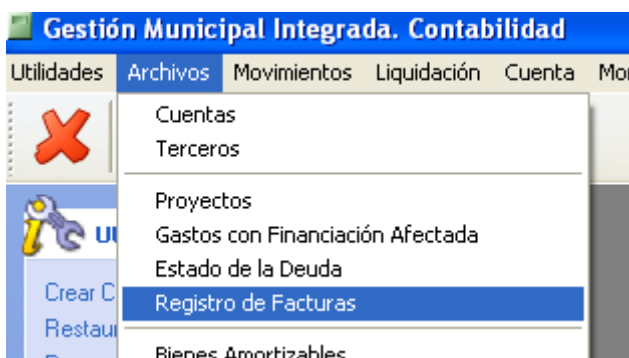 Gestión Municipal Integrada. Contabilidad
Utilidades Archivos Movimientos Liquidación Cuenta
Cuentas
Terceros
Proyectos
Gastos con Financiación Afectada
Estado de la Deuda
Crear
Registro de Facturas
Bienes Amortizables